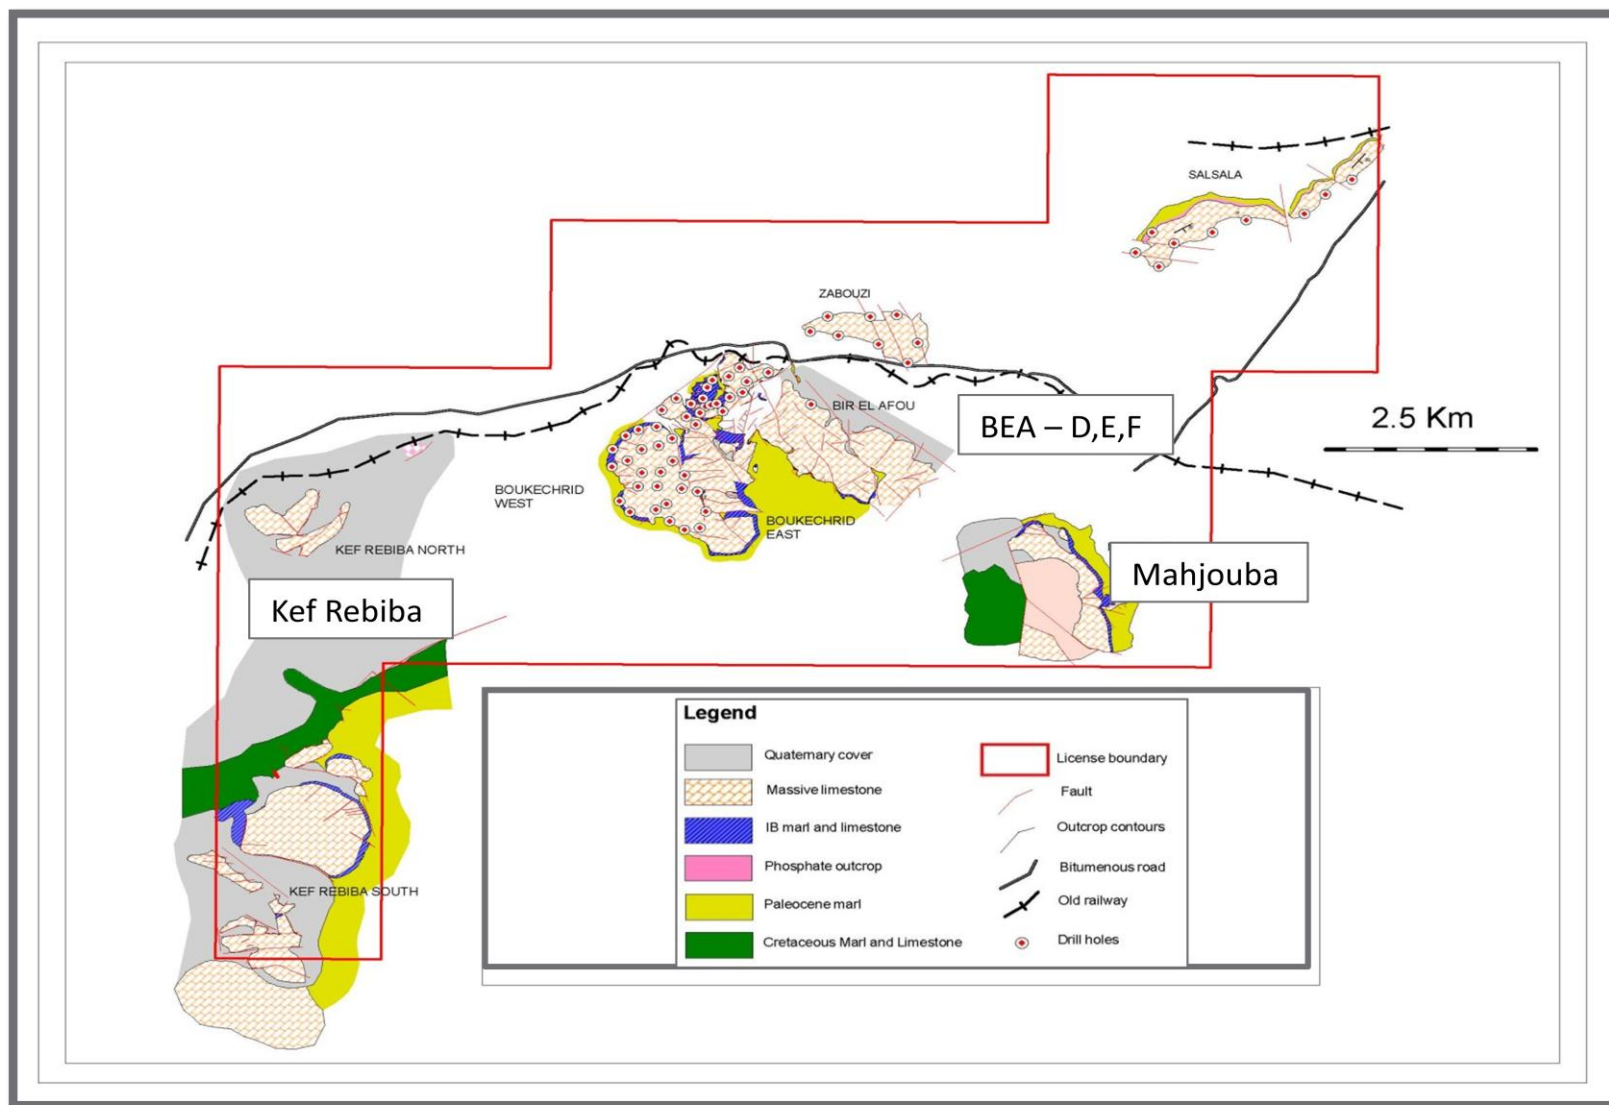 SALSALA
ZABOUZI
BIR EL AFOU
BEA – D,E,F
2.5 Km
BOUKECHRID
WEST
BOUKECHRID
EAST
KEF REBIBA NORTH
Mahjouba
Kef Rebiba
KEF REBIBA SOUTH
Legend
Quaternary cover
Massive limestone
IB marl and limestone
Phosphate outcrop
Paleocene marl
Cretaceous Marl and Limestone
License boundary
Fault
Outcrop contours
Bitumenous road
Old railway
Drill holes